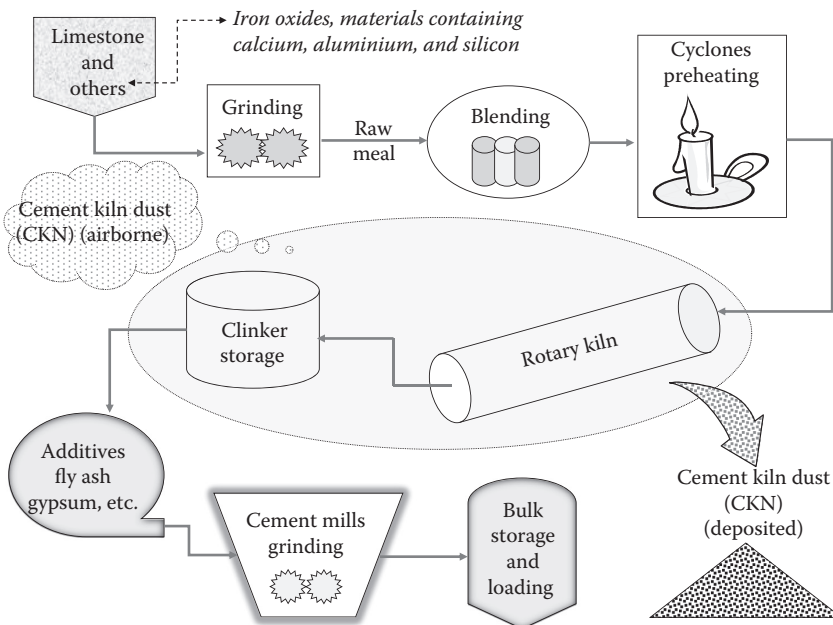 Limestone
and
others
Iron oxides, materials containing
calcium, aluminium, and silicon
Grinding
Raw
meal
Blending
Cyclones
preheating
Cement kiln dust
(CKN) (airborne)
Clinker
storage
Rotary kiln
Additives
fly ash
gypsum, etc.
Cement mills
grinding
Bulk
storage
and
loading
Cement kiln dust
(CKN)
(deposited)